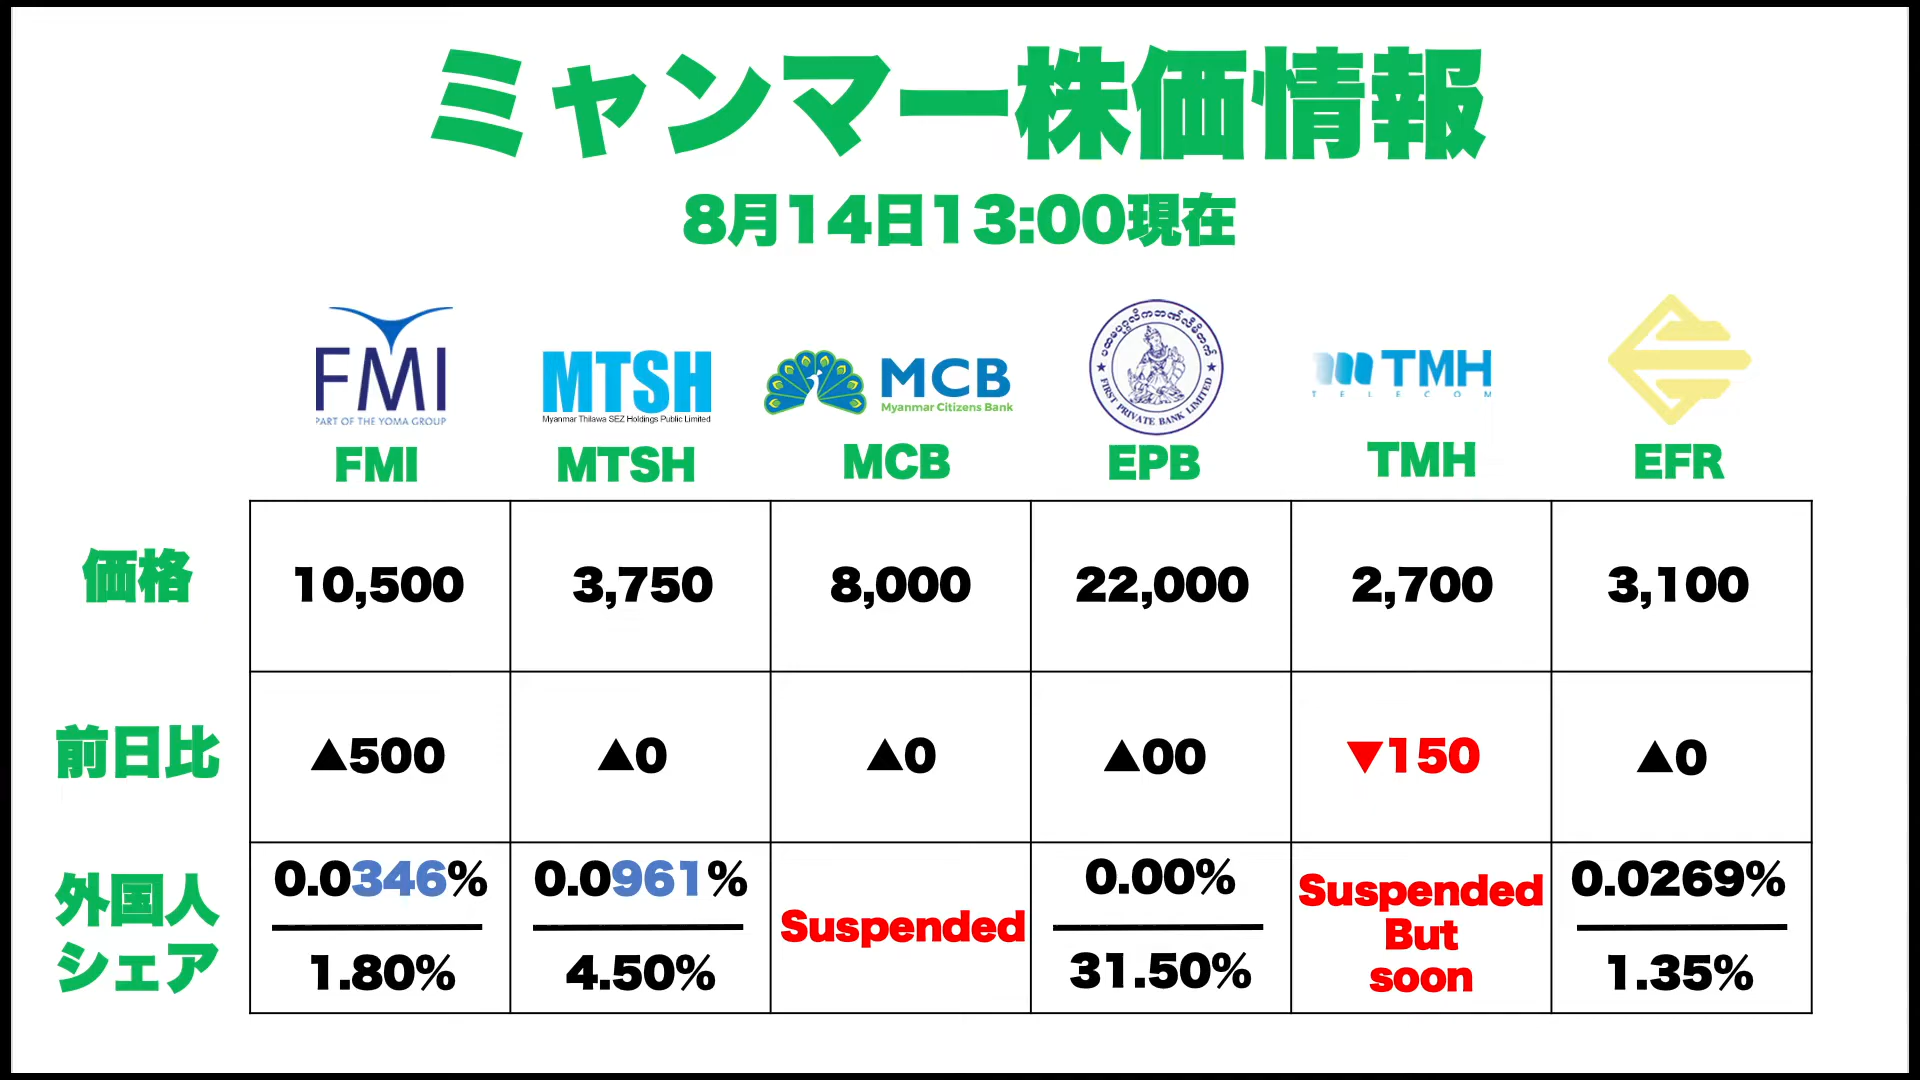 ミャンマー株価情報
8月14日13:00現在
FMI
PART OF THE YOMA GROUP
MTSH
Myanmar Thilawa SEZ Holdings Public Limited
MCB
Myanmar Citizens Bank
FIRST PRIVATE BANK LIMITED
TMH
TELECOM
FMI MTSH MCB EPB TMH EFR
価格 10,500 3,750 8,000 22,000 2,700 3,100
前日比 ▲500 ▲0 ▲0 ▲00 ▼150 ▲0
外国人
シェア
0.0346%
1.80%
0.0961%
4.50%
Suspended
0.00%
31.50%
Suspended
But
soon
0.0269%
1.35%